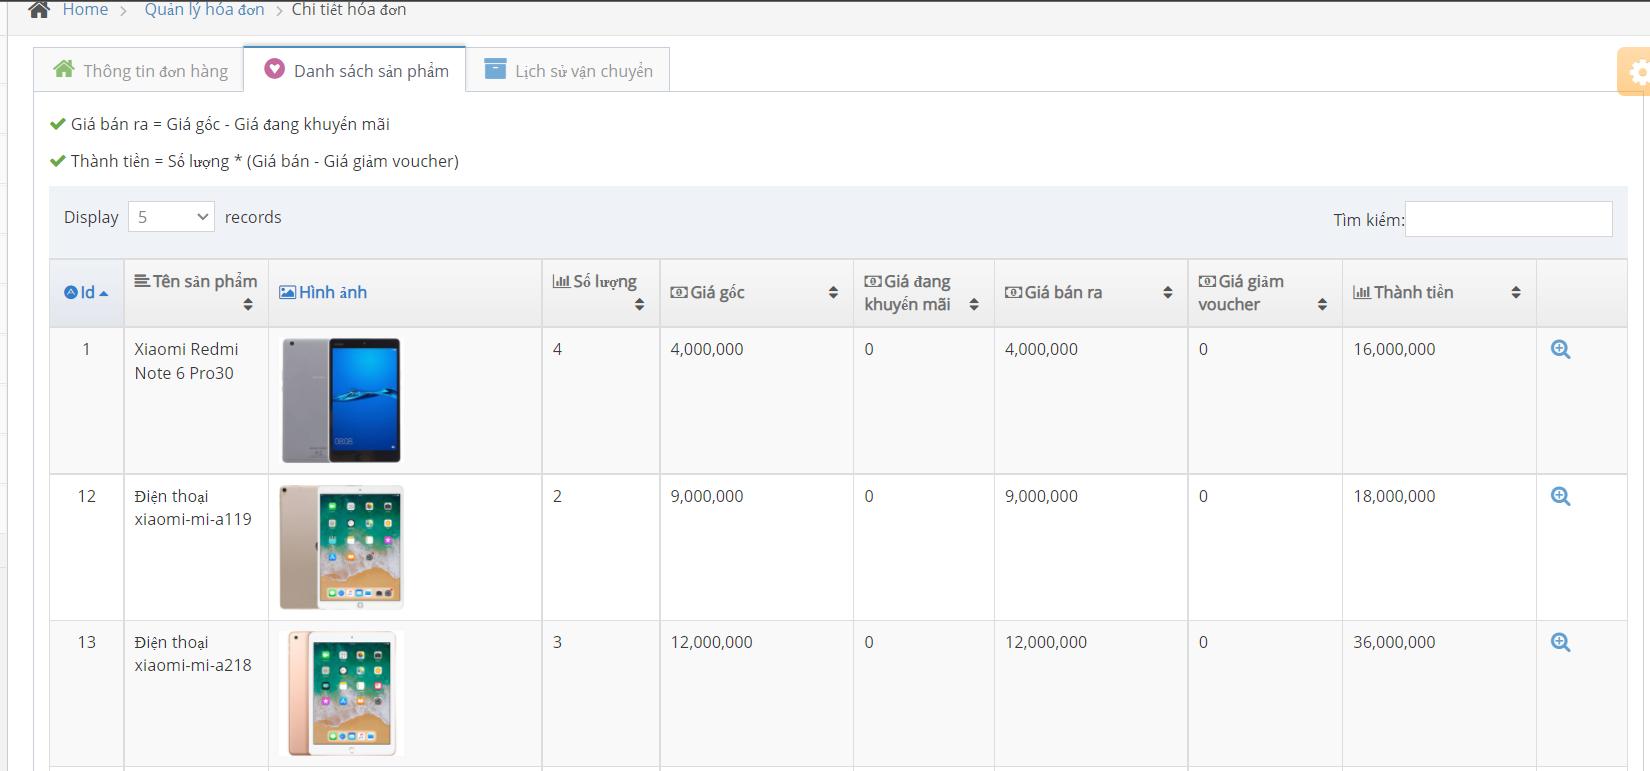 Home > Quản lý hóa đơn > Chi tiết hóa đơn
Thông tin đơn hàng
Danh sách sản phẩm
Lịch sử vận chuyển
Giá bán ra = Giá gốc - Giá đang khuyến mãi
Thành tiền = Số lượng * (Giá bán - Giá giảm voucher)
Display 5 records
Tìm kiếm:
Id
Tên sản phẩm
Hình ảnh
Số lượng
Giá gốc
Giá đang
khuyến mãi
Giá bán ra
Giá giảm
voucher
Thành tiền
1
Xiaomi Redmi
Note 6 Pro30
08:08
4
4,000,000
0
4,000,000
0
16,000,000
12
Điện thoại
xiaomi-mi-a119
2
9,000,000
0
9,000,000
0
18,000,000
13
Điện thoại
xiaomi-mi-a218
3
12,000,000
0
12,000,000
0
36,000,000